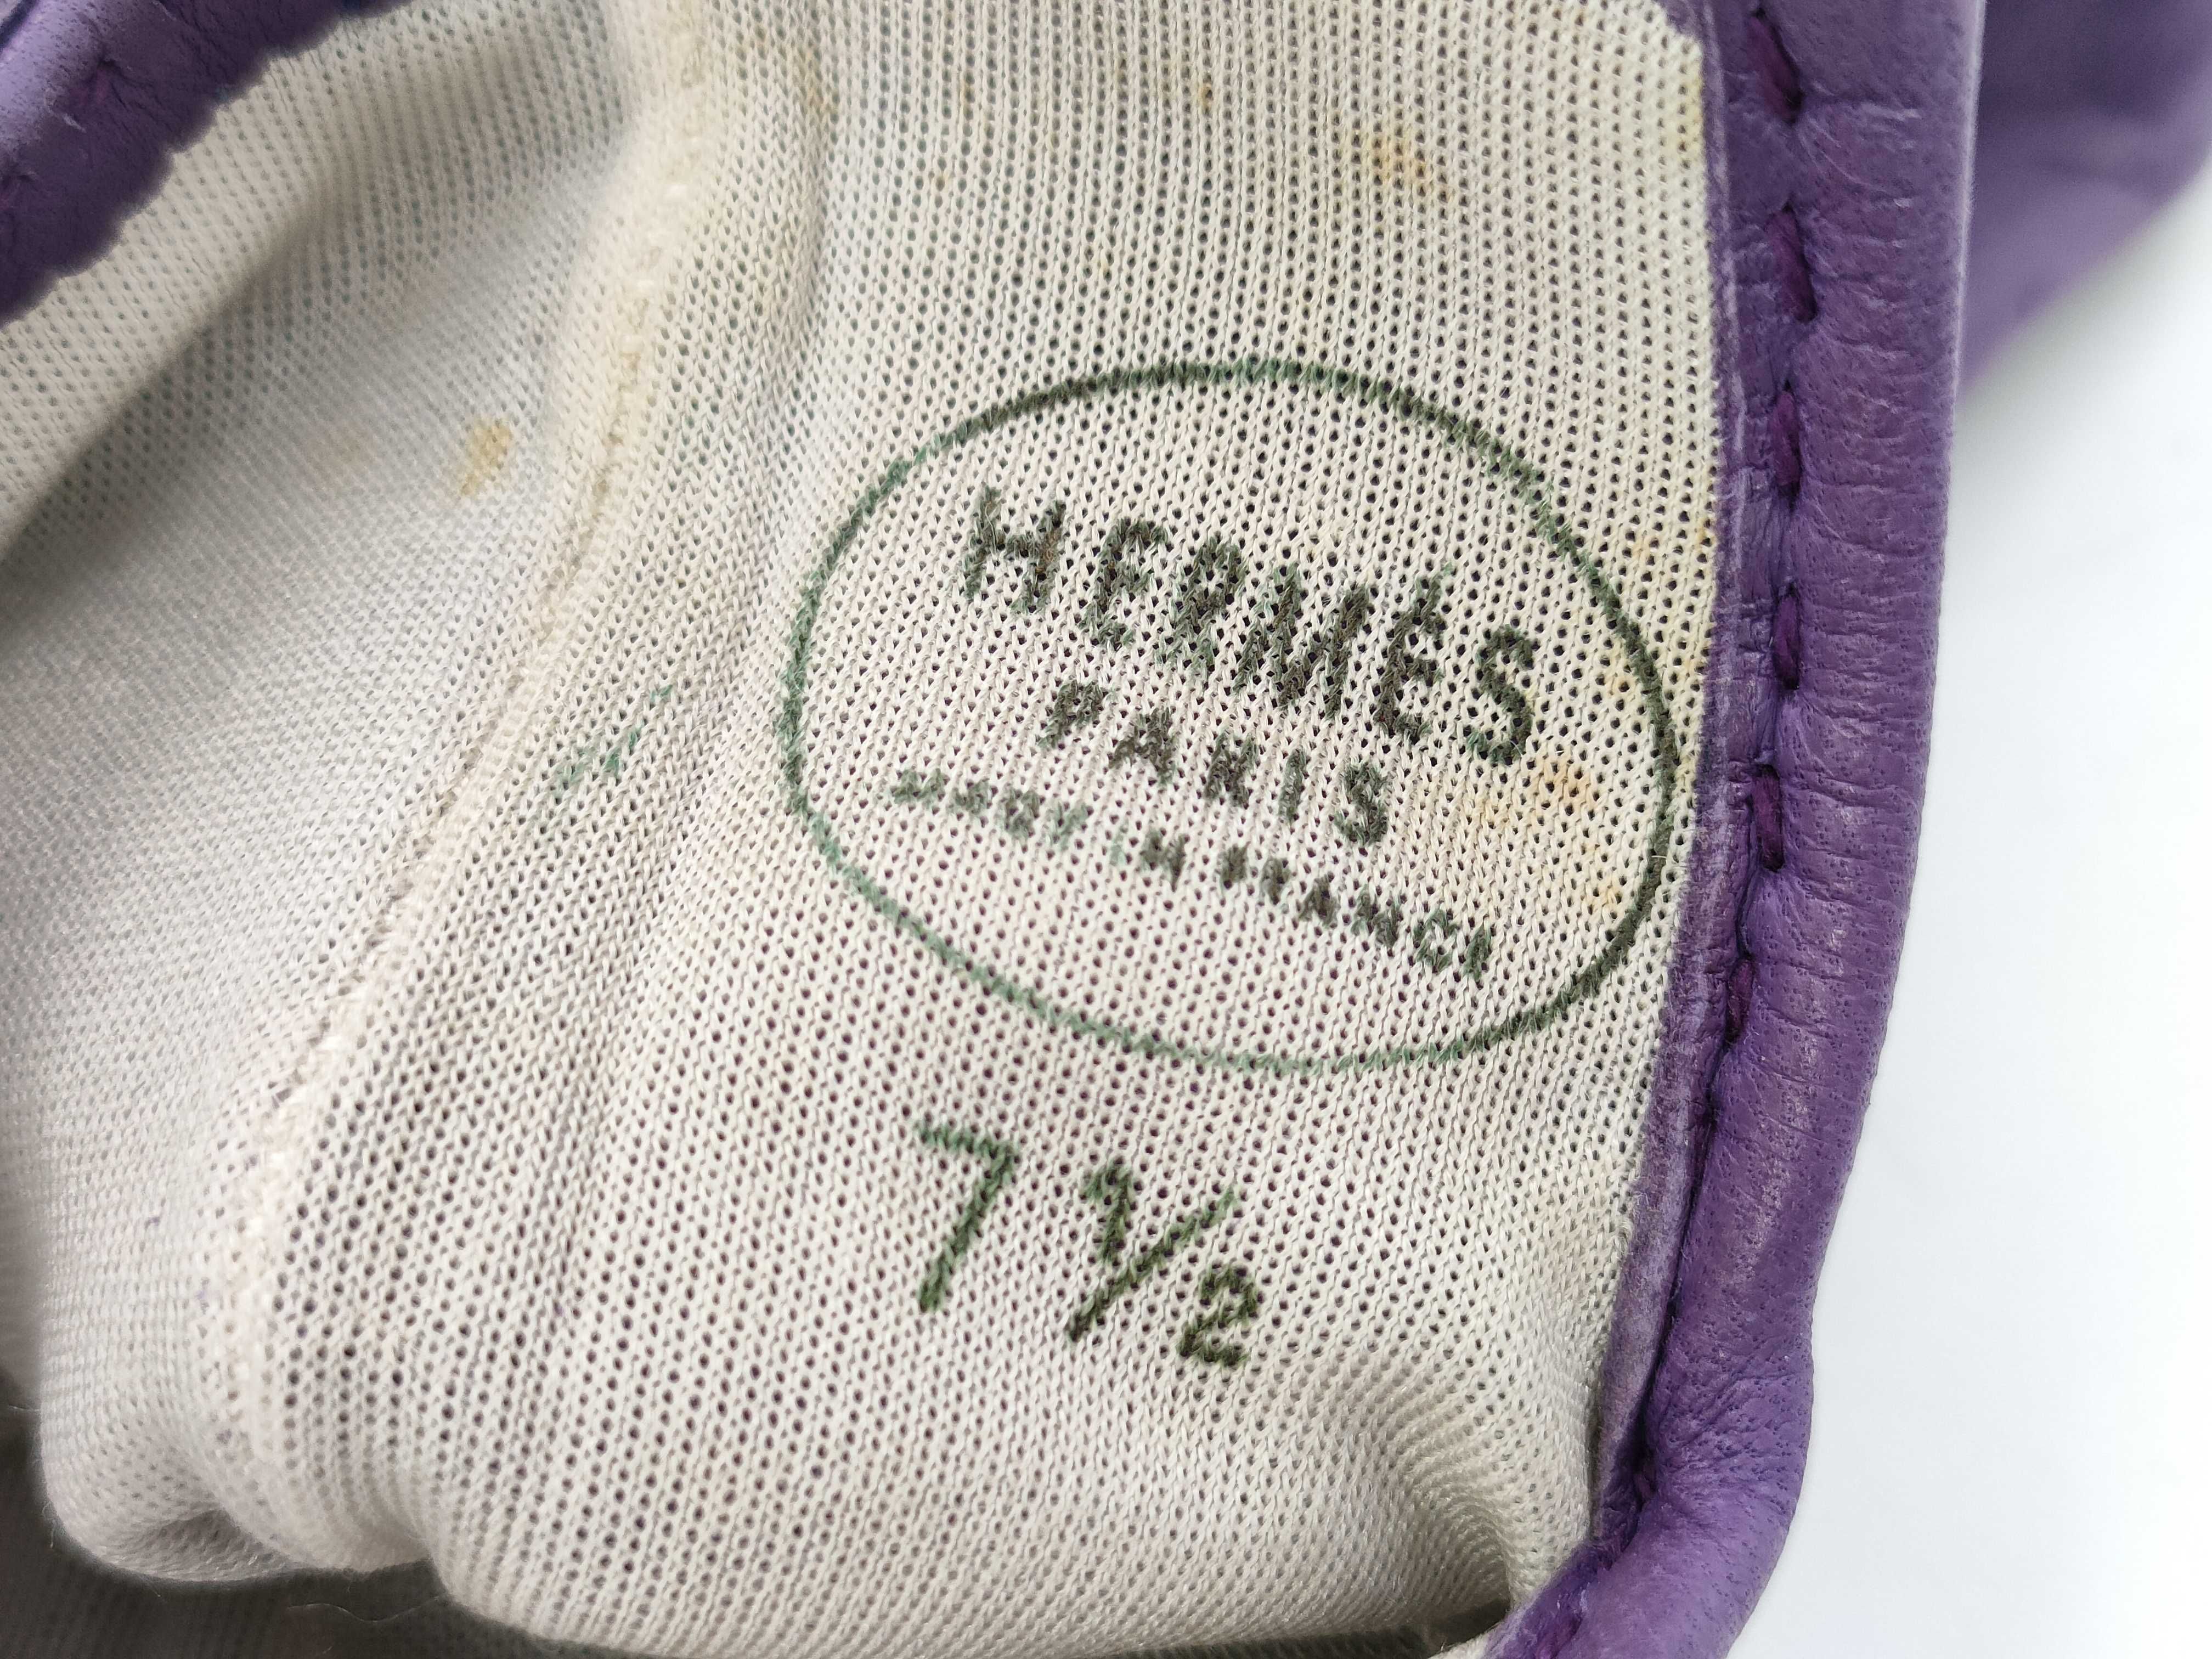 HERMÈS
PARIS
MADE IN FRANCE
7 1/2